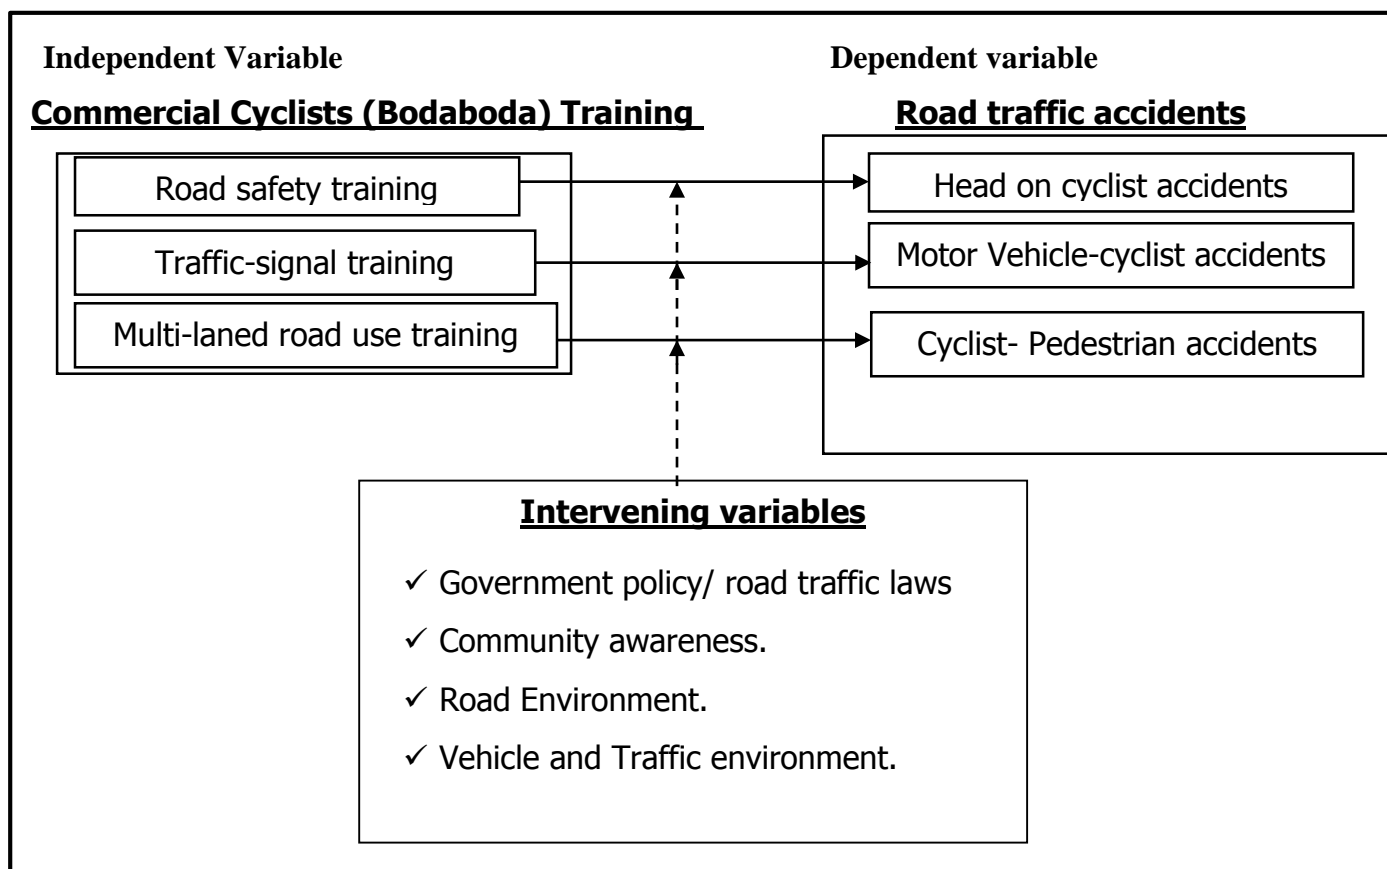 Independent Variable
Dependent variable
Commercial Cyclists (Bodaboda) Training
Road traffic accidents
Road safety training
Head on cyclist accidents
Traffic-signal training
Motor Vehicle-cyclist accidents
Multi-laned road use training
Cyclist- Pedestrian accidents
Intervening variables
✓ Government policy/ road traffic laws
✓ Community awareness.
✓ Road Environment.
✓ Vehicle and Traffic environment.